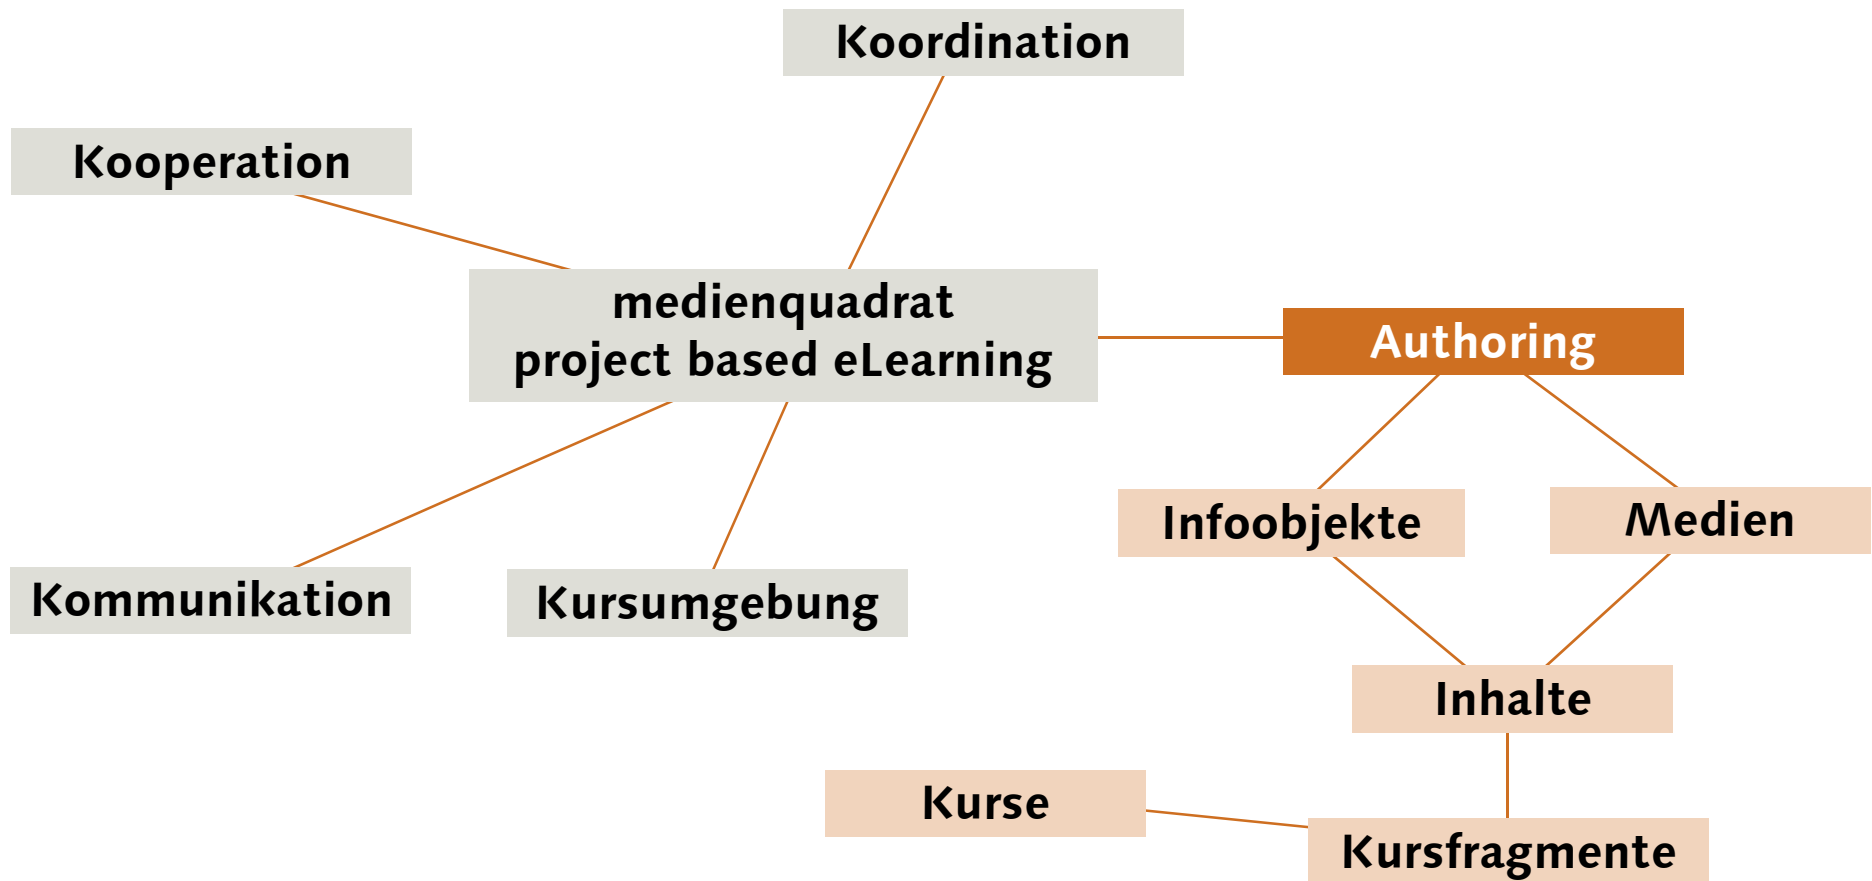 Koordination
Kooperation
medienquadrat
project based eLearning
Authoring
Infoobjekte
Medien
Kommunikation
Kursumgebung
Inhalte
Kurse
Kursfragmente